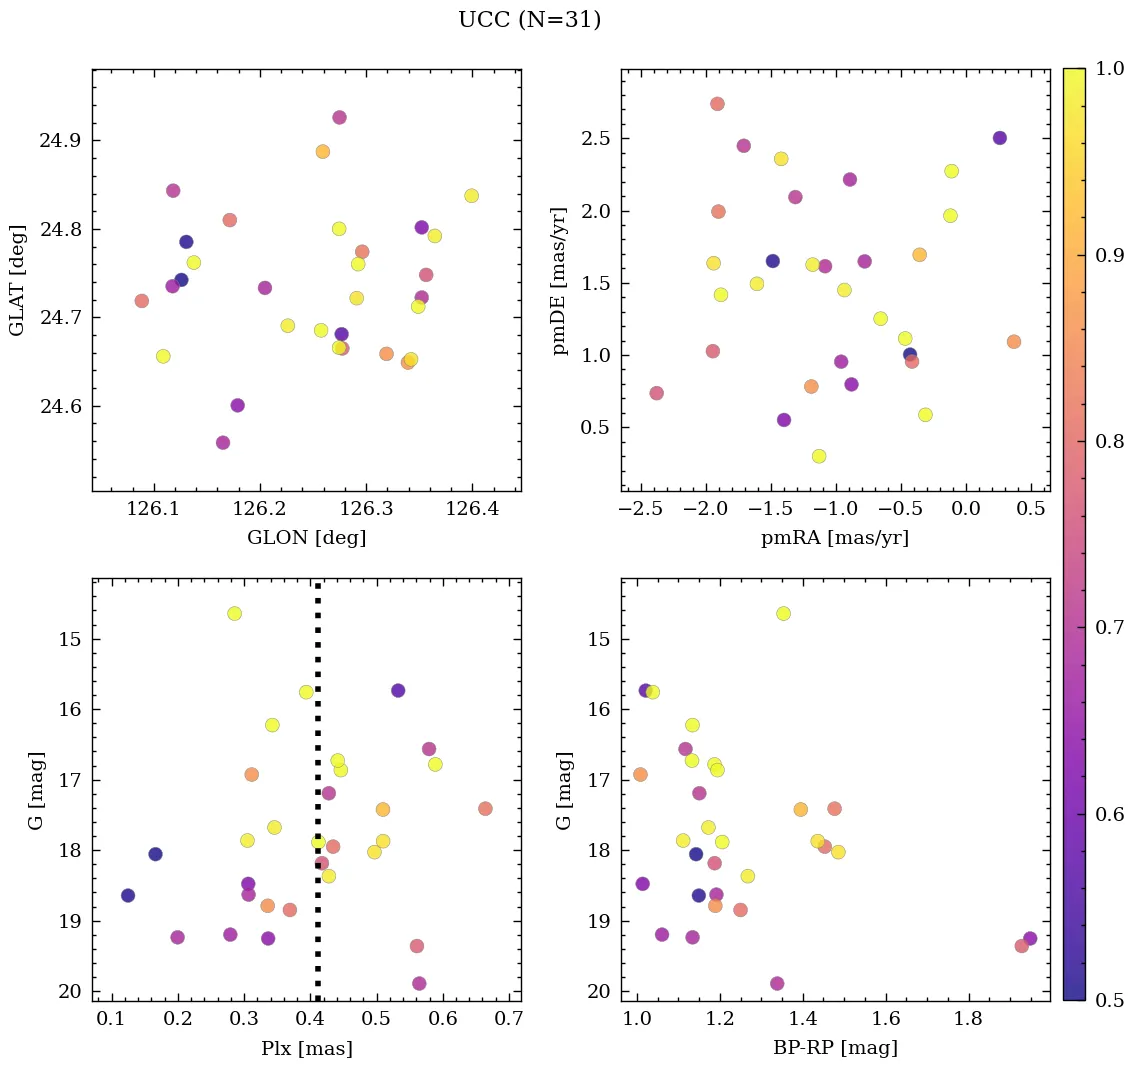 UCC (N=31)
24.9
24.8
24.7
24.6
GLAT [deg]
126.1 126.2 126.3 126.4
GLON [deg]
2.5
2.0
1.5
1.0
0.5
pmDE [mas/yr]
−2.5 −2.0 −1.5 −1.0 −0.5 0.0 0.5
pmRA [mas/yr]
1.0
0.9
0.8
0.7
0.6
0.5
15
16
17
18
19
20
G [mag]
0.1 0.2 0.3 0.4 0.5 0.6 0.7
Plx [mas]
15
16
17
18
19
20
G [mag]
1.0 1.2 1.4 1.6 1.8
BP-RP [mag]